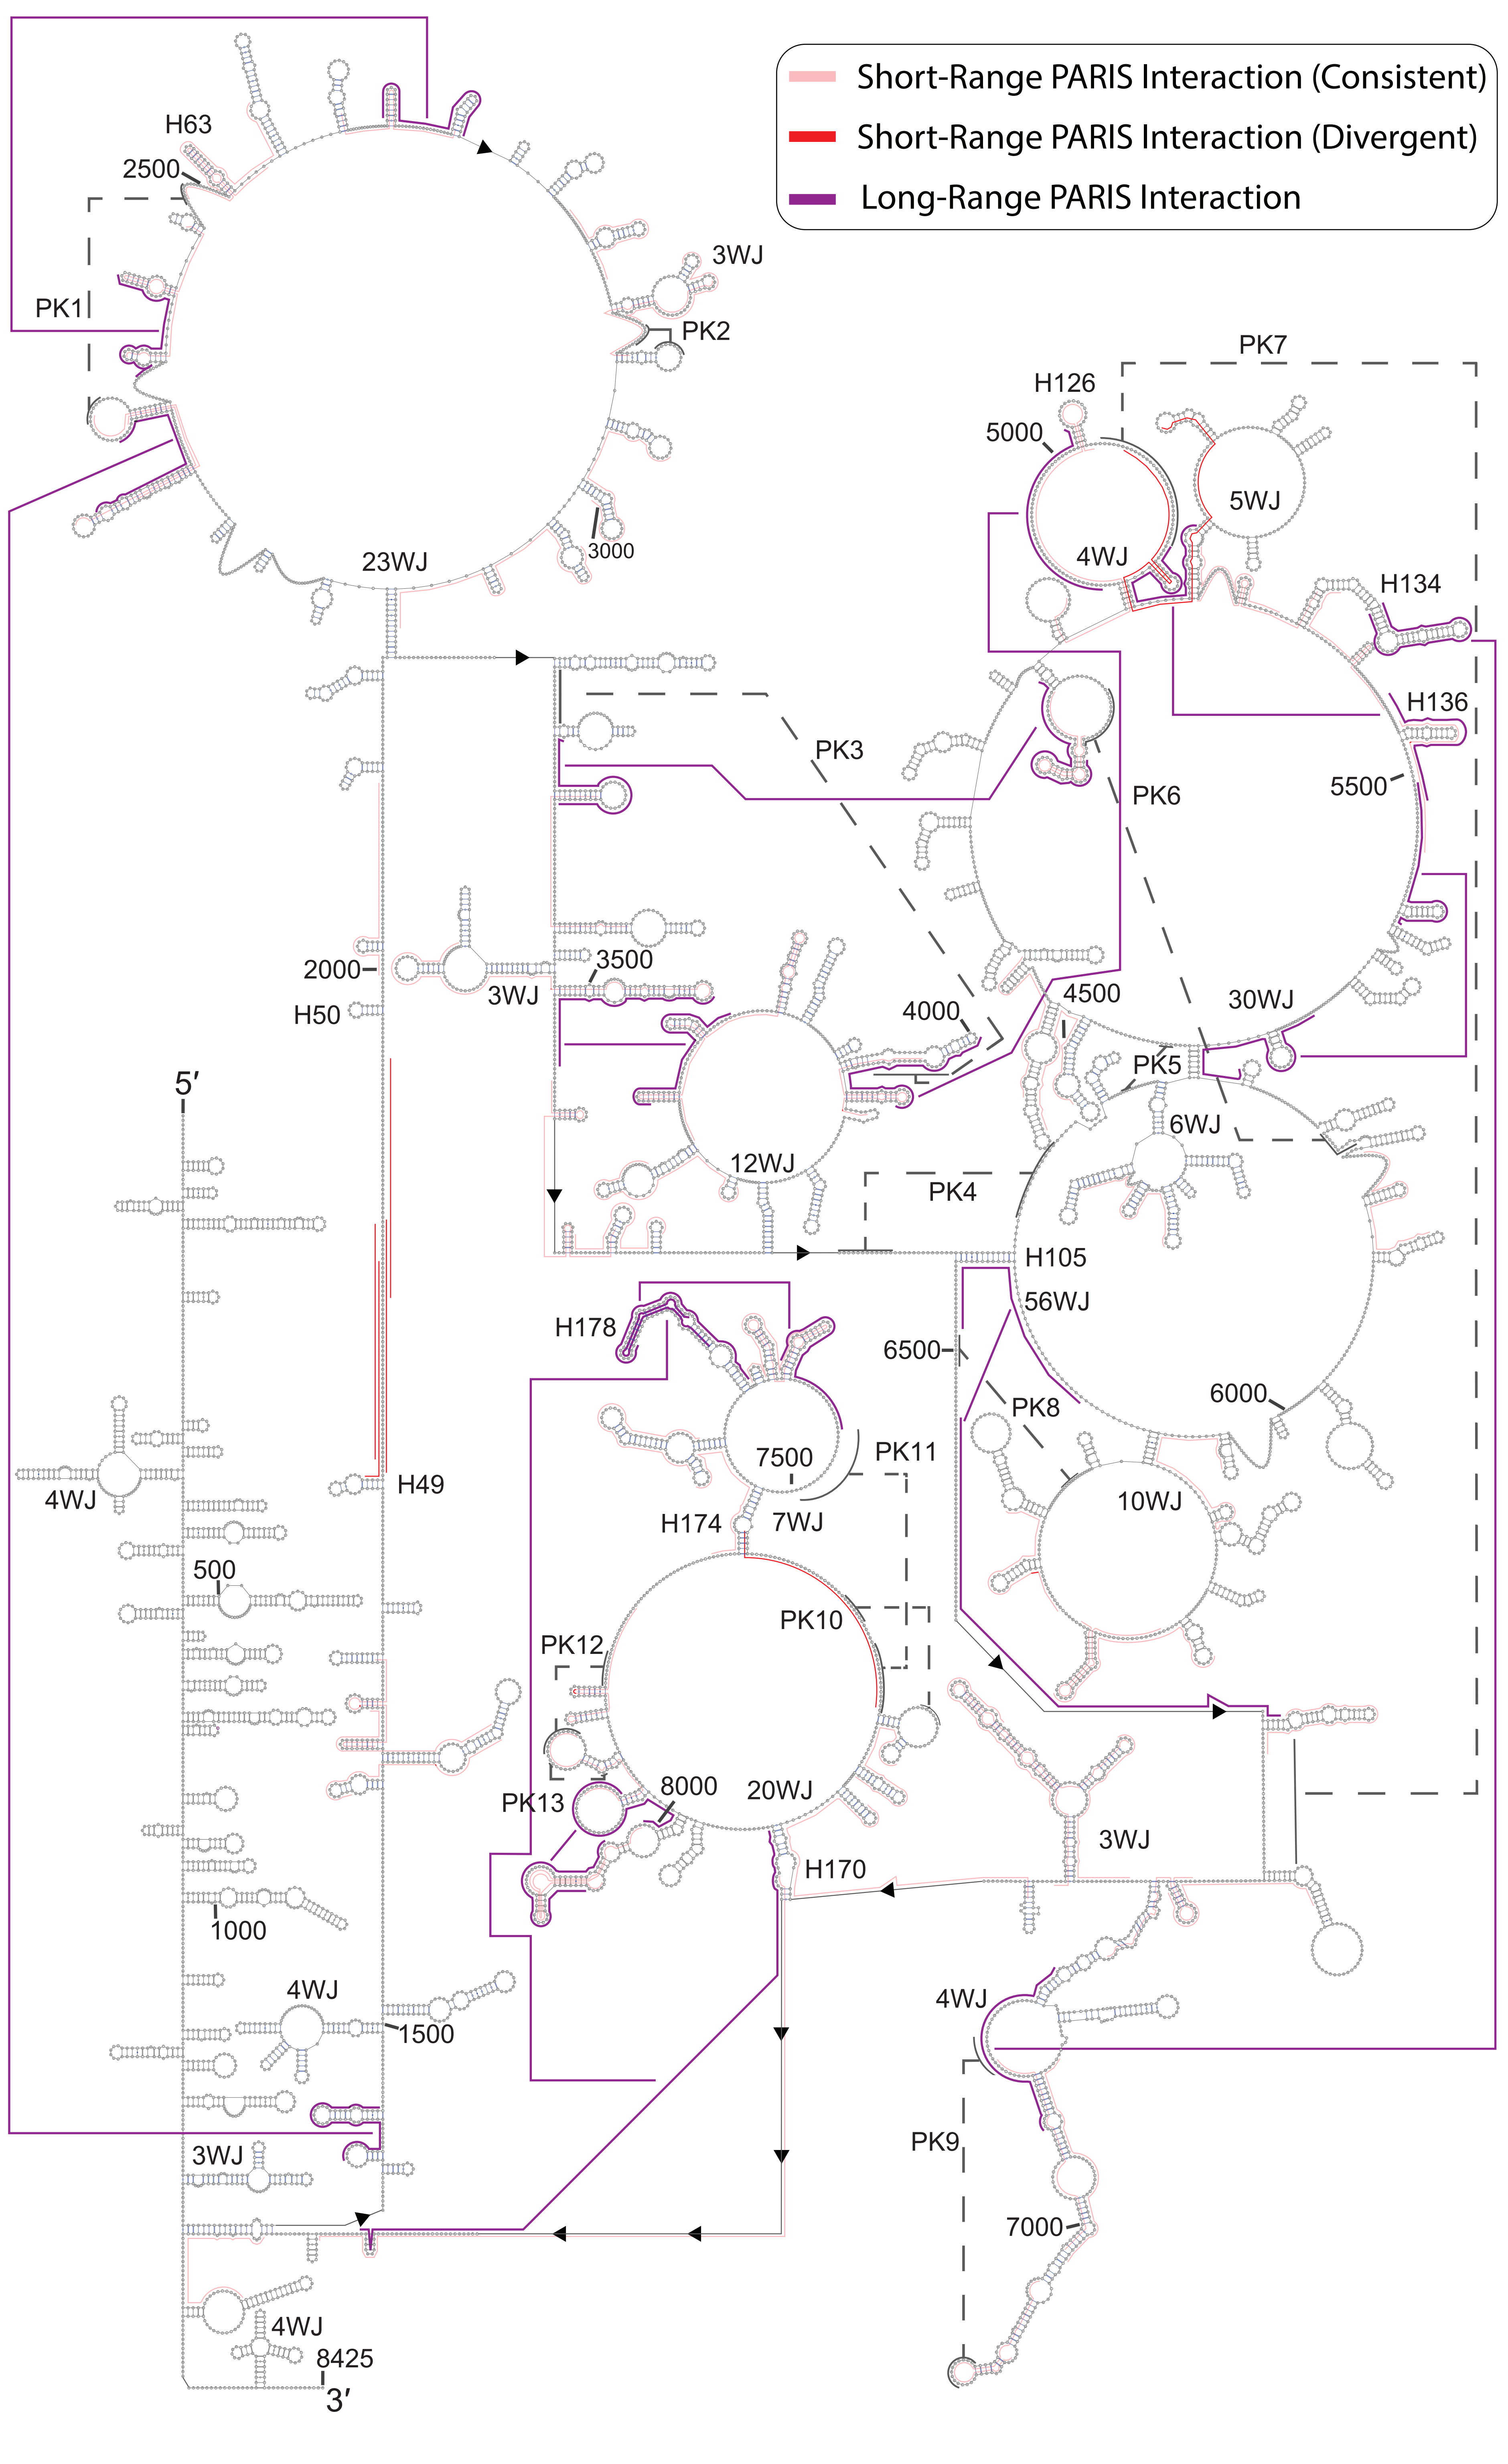 Short-Range PARIS Interaction (Consistent)
Short-Range PARIS Interaction (Divergent)
Long-Range PARIS Interaction
H63
2500
3WJ
PK1
PK2
PK7
H126
5000
5WJ
23WJ
3000
4WJ
H134
H136
PK3
5500
PK6
2000
3WJ
3500
H50
4000
4500
30WJ
5′
PK5
6WJ
12WJ
PK4
H105
56WJ
H178
6500
6000
PK8
PK11
7500
H49
4WJ
10WJ
H174
7WJ
500
PK10
PK12
8000
20WJ
PK13
3WJ
H170
1000
4WJ
4WJ
1500
PK9
3WJ
7000
4WJ
8425
3′